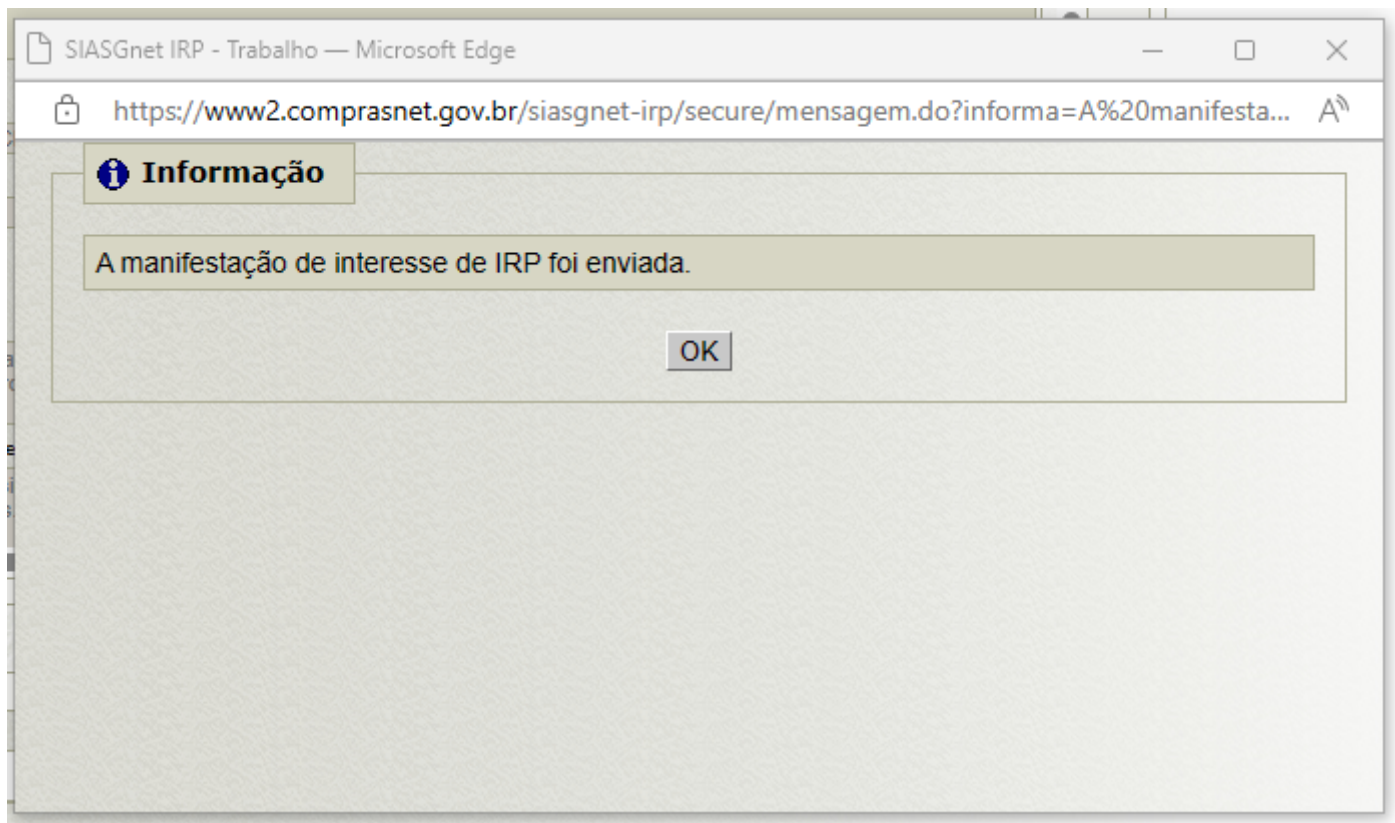 SIASGnet IRP - Trabalho — Microsoft Edge
https://www2.comprasnet.gov.br/siasgnet-irp/secure/mensagem.do?informa=A%20manifesta...
Informação
A manifestação de interesse de IRP foi enviada.
OK